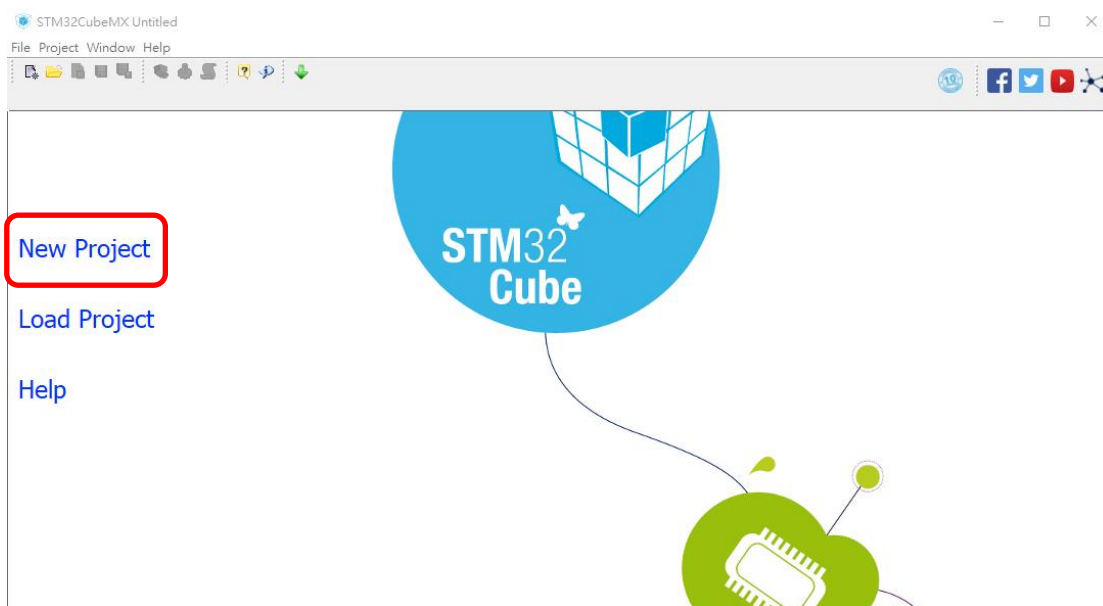 STM32CubeMX Untitled
File Project Window Help
New Project
Load Project
Help
STM32
Cube